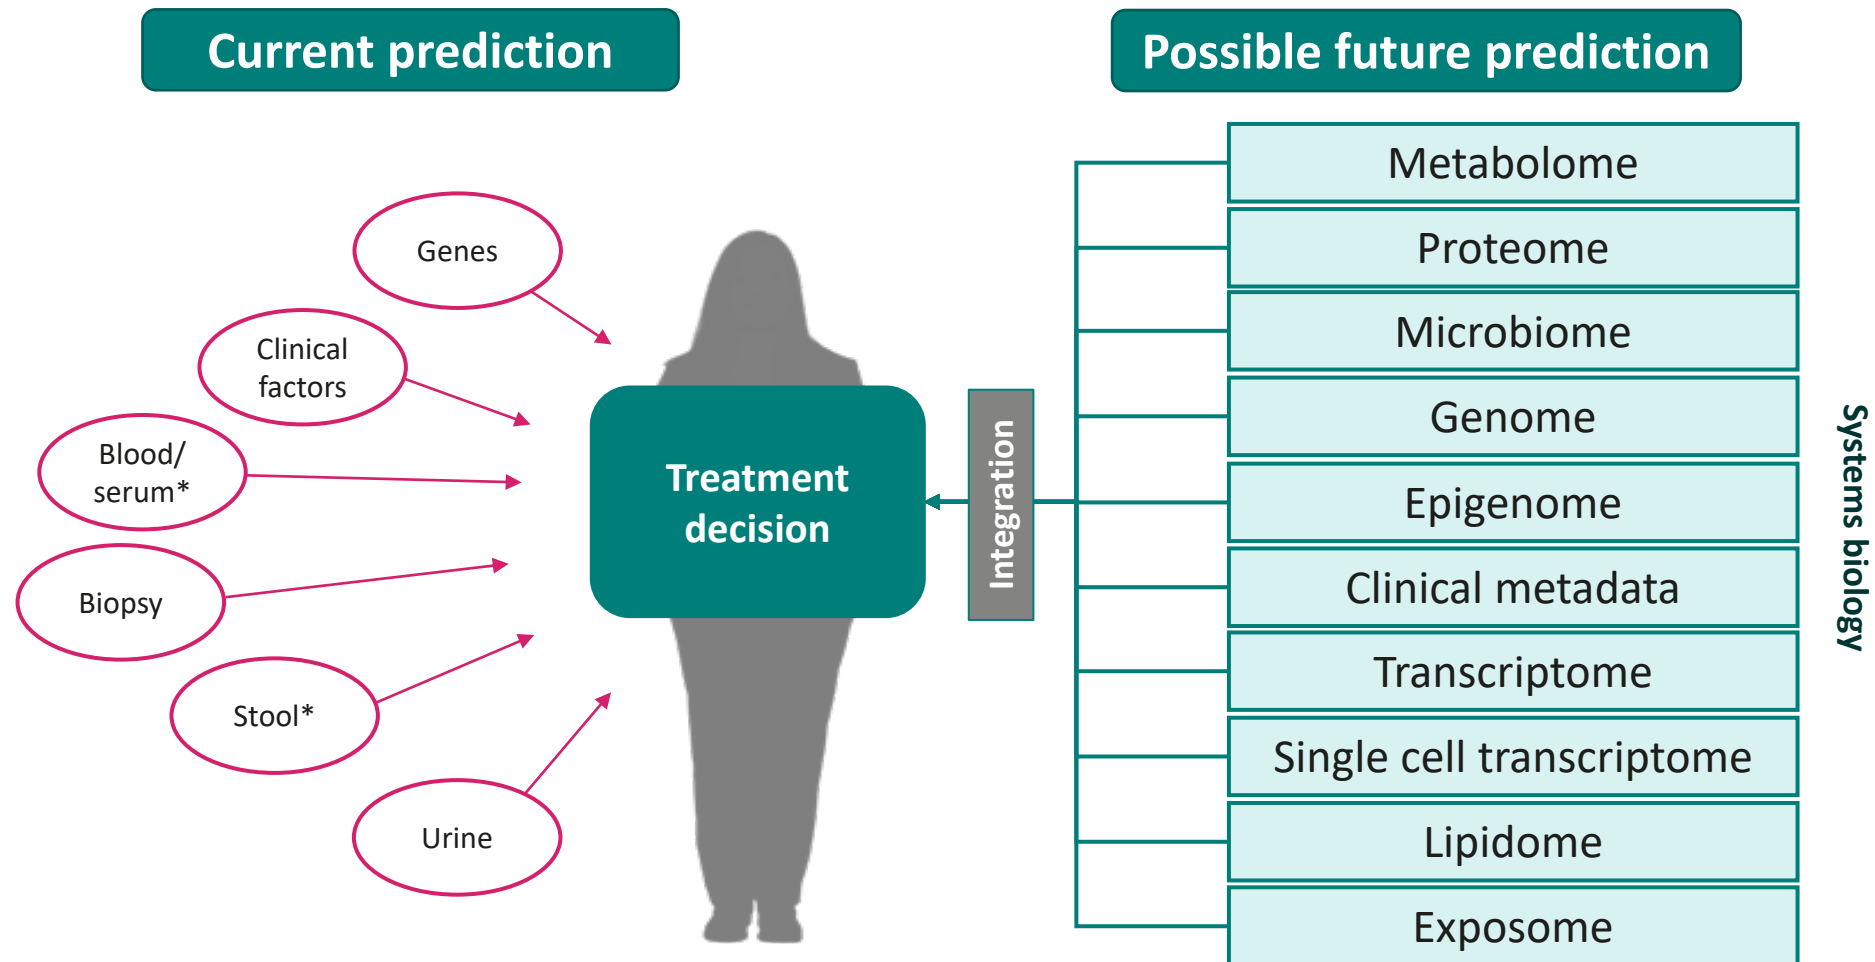 Current prediction
Possible future prediction
Genes
Clinical
factors
Blood/
serum*
Biopsy
Stool*
Urine
Treatment
decision
Integration
Metabolome
Proteome
Microbiome
Genome
Epigenome
Clinical metadata
Transcriptome
Single cell transcriptome
Lipidome
Exposome
Systems biology